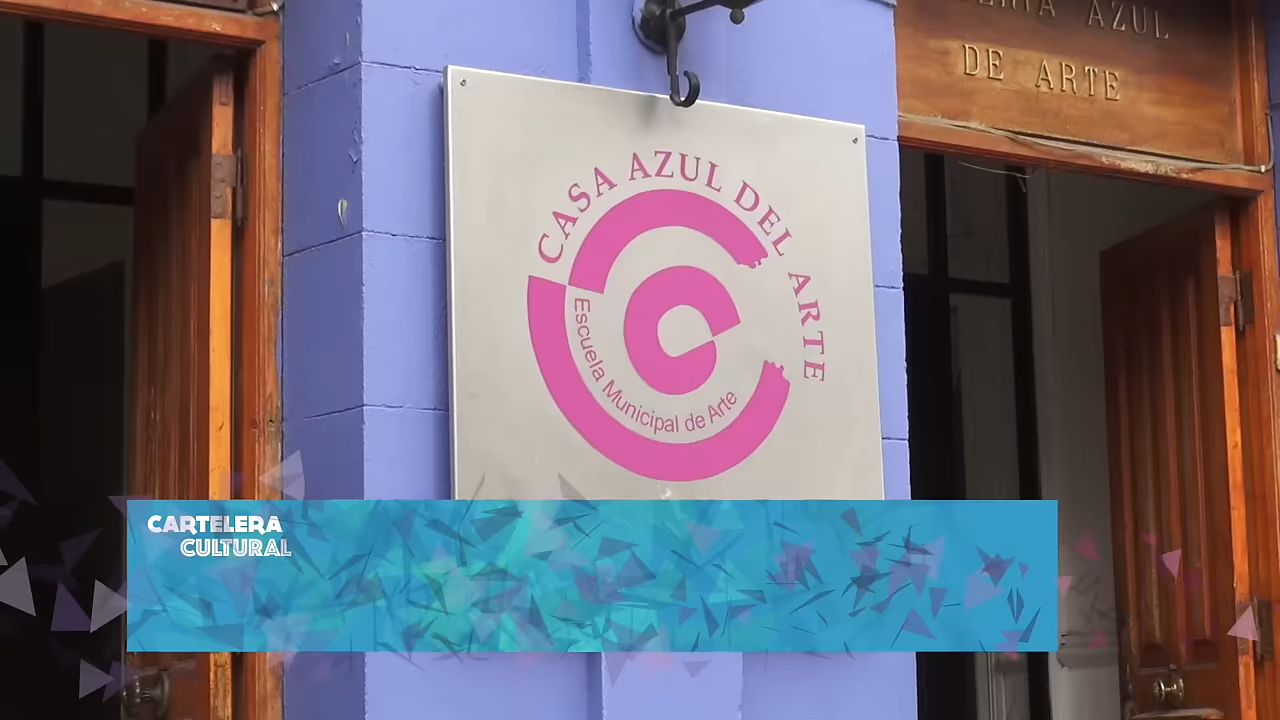 AZUL
DE ARTE
CASA AZUL DEL ARTE
Escuela Municipal de Arte
CARTELERA
CULTURAL